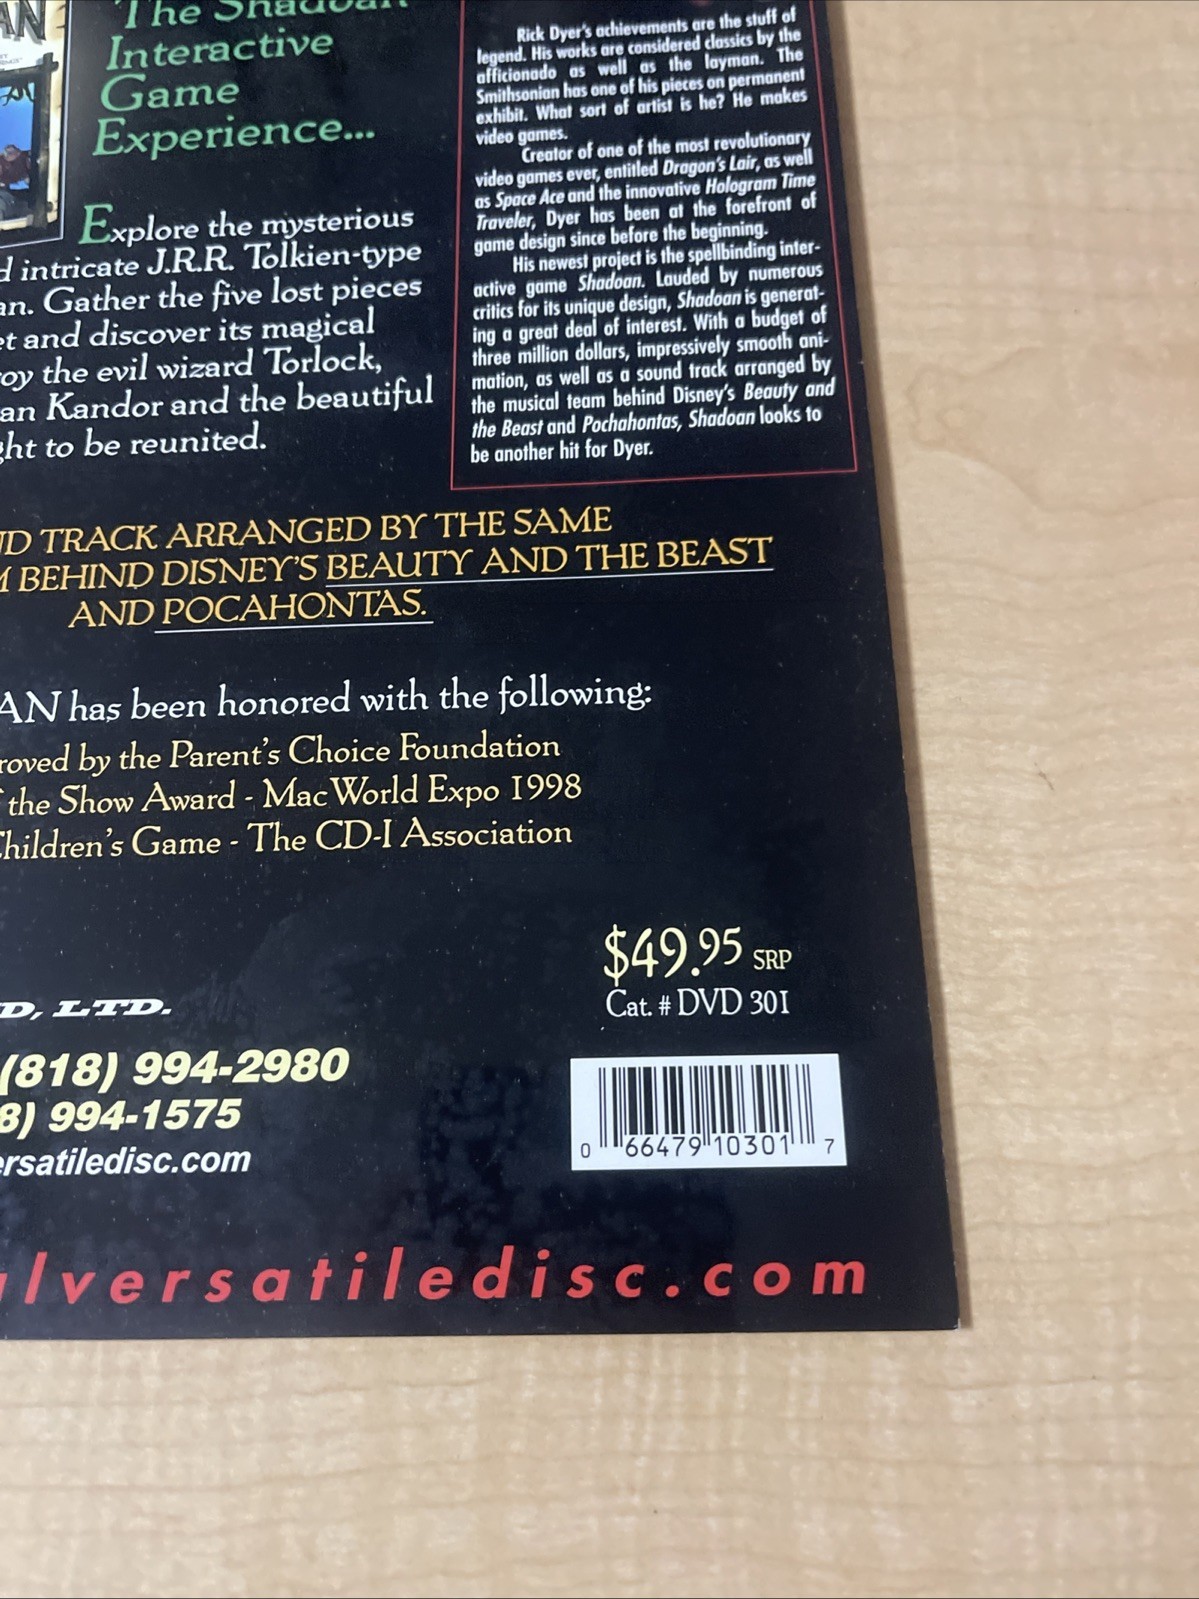 AN
The Shadoan
Interactive
Game
Experience...
Explore the mysterious
d intricate J.R.R. Tolkien-type
an. Gather the five lost pieces
et and discover its magical
oy the evil wizard Torlock,
an Kandor and the beautiful
ght to be reunited.
Rick Dyer's achievements are the stuff of
legend. His works are considered classics by the
afficionado as well as the layman. The
Smithsonian has one of his pieces on permanent
exhibit. What sort of artist is he? He makes
video games.
Creator of one of the most revolutionary
video games ever, entitled Dragon's Lair, as well
as Space Ace and the innovative Hologram Time
Traveler, Dyer has been at the forefront of
game design since before the beginning.
His newest project is the spellbinding inter-
active game Shadoan. Lauded by numerous
critics for its unique design, Shadoan is generat-
ing a great deal of interest. With a budget of
three million dollars, impressively smooth ani-
mation, as well as a sound track arranged by
the musical team behind Disney's Beauty and
the Beast and Pochahontas, Shadoan looks to
be another hit for Dyer.
ND TRACK ARRANGED BY THE SAME
M BEHIND DISNEY'S BEAUTY AND THE BEAST
AND POCAHONTAS.
AN has been honored with the following:
roved by the Parent's Choice Foundation
f the Show Award - MacWorld Expo 1998
Children's Game - The CD-I Association
$49.95 SRP
Cat. # DVD 301
D, LTD.
(818) 994-2980
8) 994-1575
ersatiledisc.com
0 66479 10301 7
alversatiledisc.com